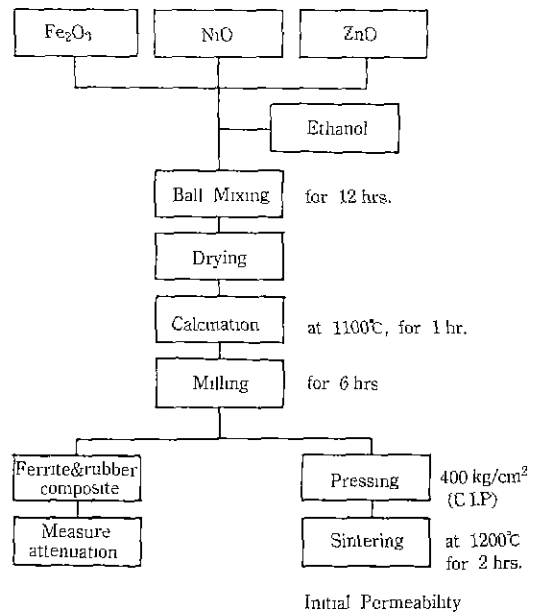 Fe₂O₃
NiO
ZnO
Ethanol
Ball Mixing
for 12 hrs.
Drying
Calcination
at 1100℃, for 1 hr.
Milling
for 6 hrs
Ferrite&rubber
composite
Measure
attenuation
Pressing
400 kg/cm²
(C I.P)
Sintering
at 1200℃
for 2 hrs.
Initial Permeability